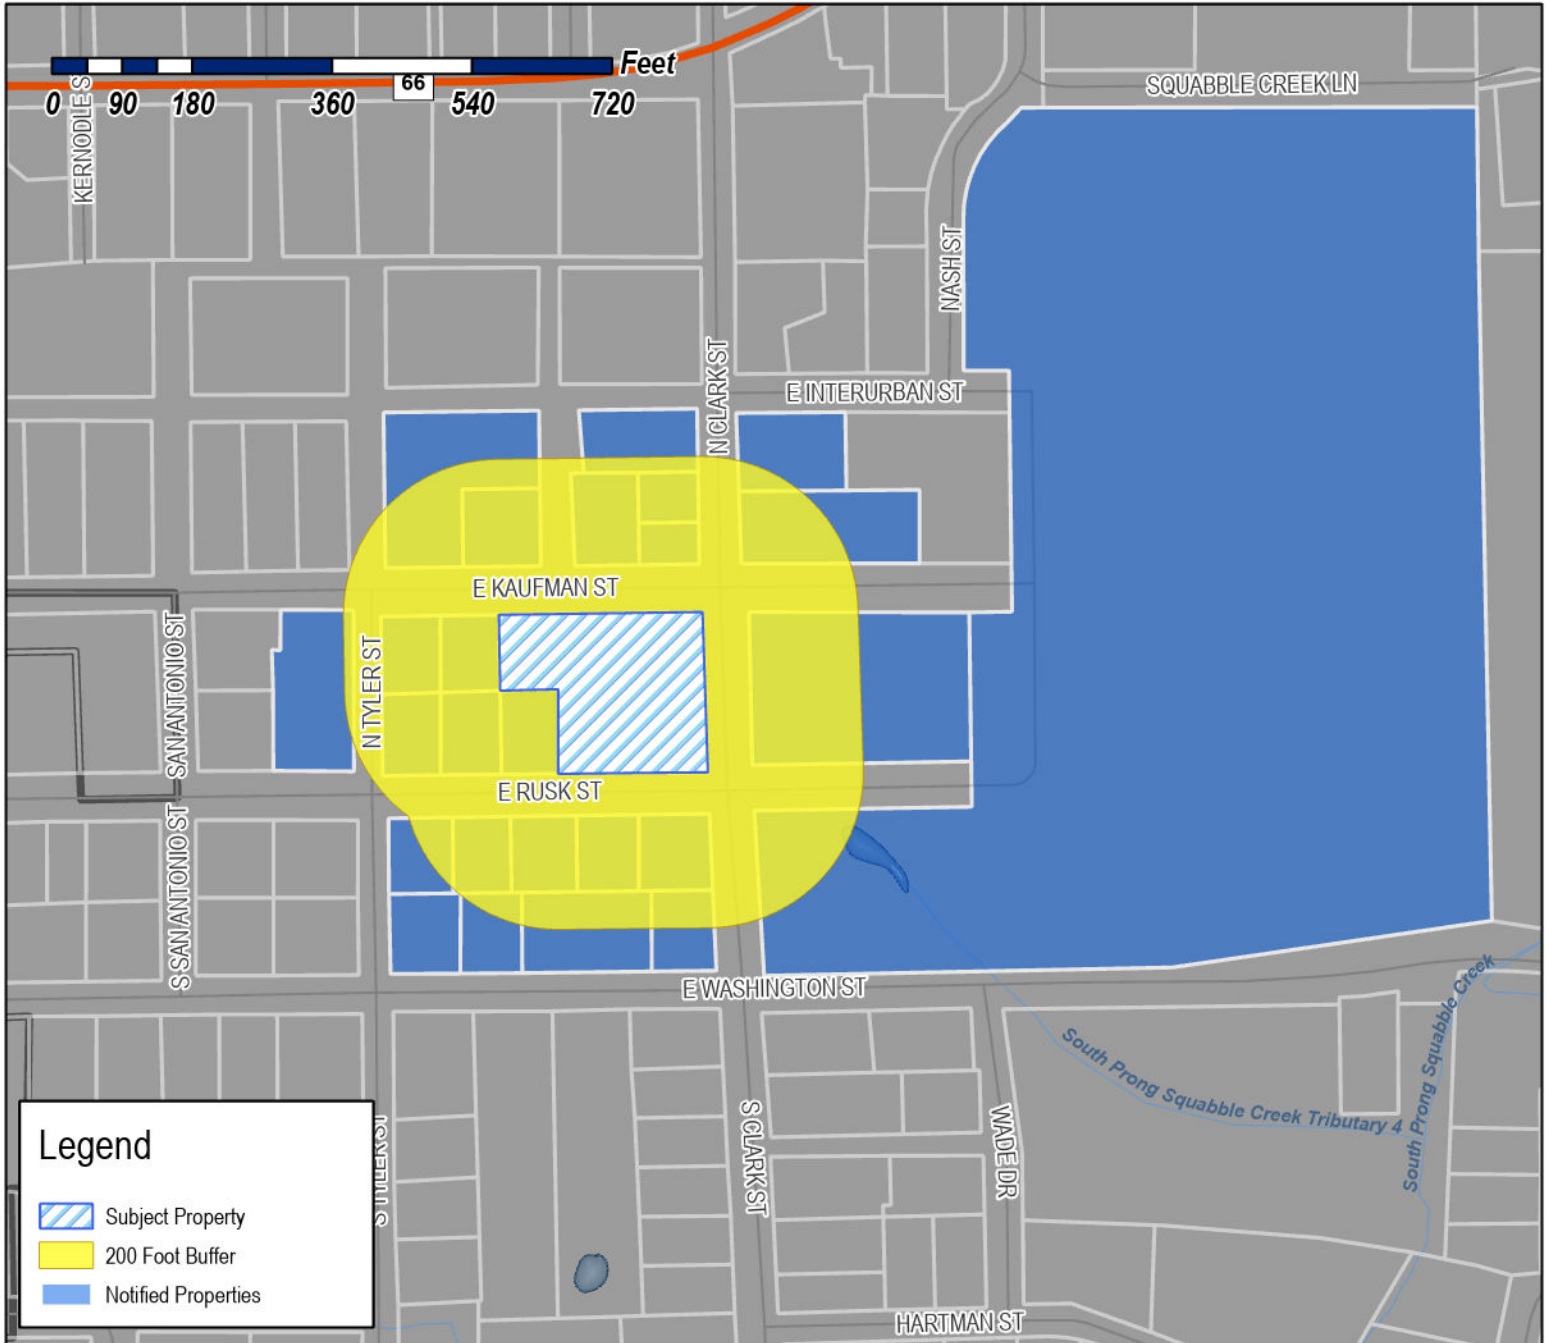 Feet
66
0 90 180 360 540 720
KERNODLE S
SQUABBLE CREEK LN
NASH ST
N CLARK ST
E INTERURBAN ST
E KAUFMAN ST
SAN ANTONIO ST
N TYLER ST
E RUSK ST
S SAN ANTONIO ST
E WASHINGTON ST
South Prong Squabble Creek
South Prong Squabble Creek Tributary 4
S CLARK ST
WADE DR
S TYLER ST
HARTMAN ST
Legend
Subject Property
200 Foot Buffer
Notified Properties